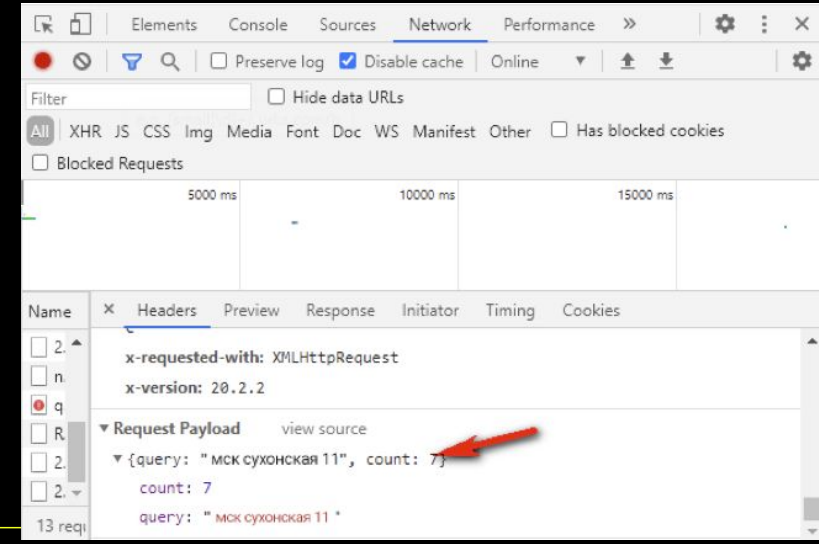 Elements Console Sources Network Performance »
Preserve log Disable cache Online
Filter Hide data URLs
All XHR JS CSS Img Media Font Doc WS Manifest Other Has blocked cookies
Blocked Requests
5000 ms 10000 ms 15000 ms
Name × Headers Preview Response Initiator Timing Cookies
2.
x-requested-with: XMLHttpRequest
n
x-version: 20.2.2
q
R
Request Payload view source
2.
{query: "мск сухонская 11", count: 7}
2.
count: 7
query: "мск сухонская 11 "
13 requ